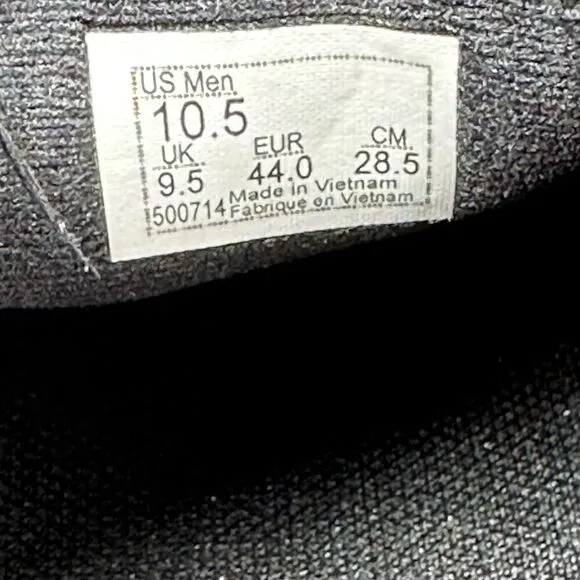 US Men
10.5
UK EUR CM
9.5 44.0 28.5
Made in Vietnam
500714 Fabrique en Vietnam